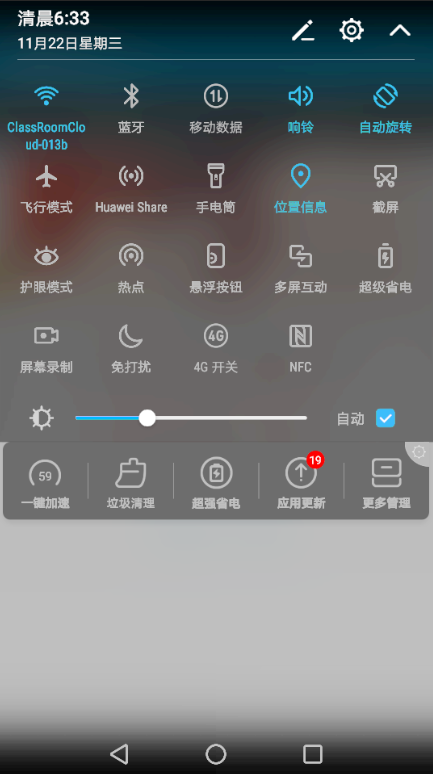 清晨6:33
11月22日星期三
ClassRoomClo
ud-013b
蓝牙
移动数据
响铃
自动旋转
飞行模式
Huawei Share
手电筒
位置信息
截屏
护眼模式
热点
悬浮按钮
多屏互动
超级省电
屏幕录制
免打扰
4G
4G 开关
NFC
自动
59
19
一键加速
垃圾清理
超强省电
应用更新
更多管理